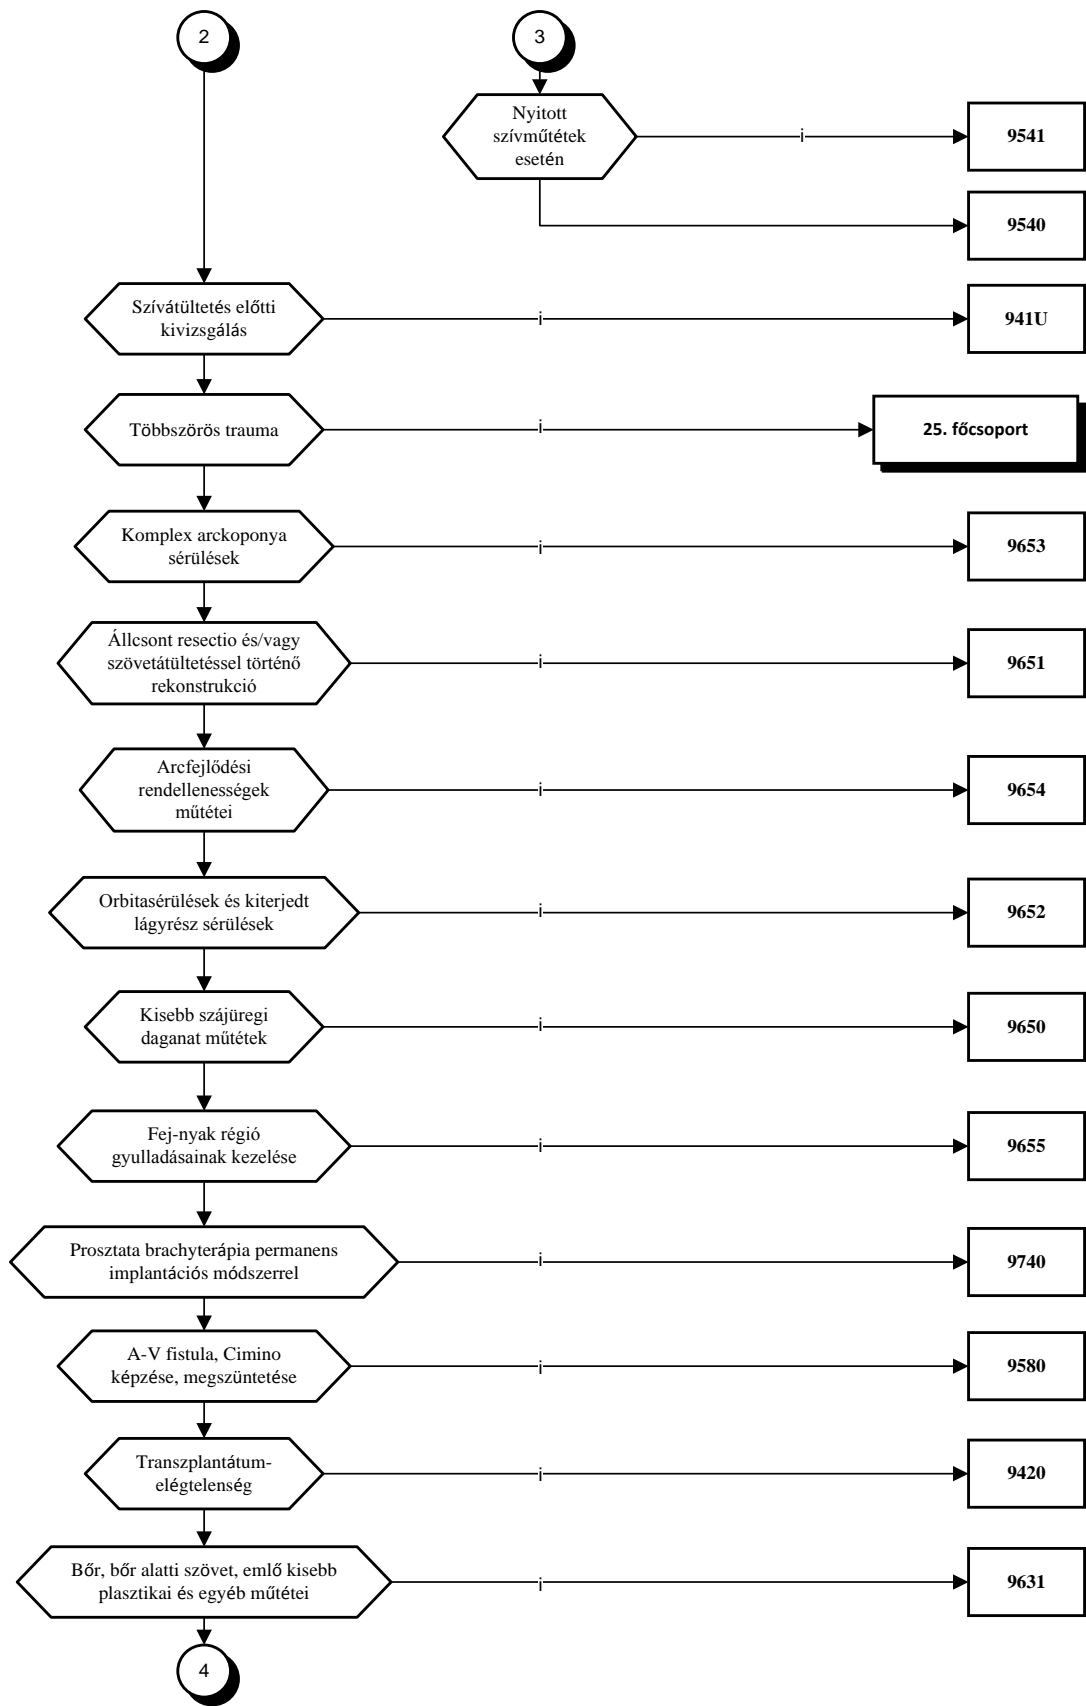 2
3
Nyitott
szívműtétek
esetén
i
9541
9540
Szívátültetés előtti
kivizsgálás
i
941U
Többszörös trauma
i
25. főcsoport
Komplex arckoponya
sérülések
i
9653
Állcsont resectio és/vagy
szövetátültetéssel történő
rekonstrukció
i
9651
Arcfejlődési
rendellenességek
műtétei
i
9654
Orbitasérülések és kiterjedt
lágyrész sérülések
i
9652
Kisebb szájüregi
daganat műtétek
i
9650
Fej-nyak régió
gyulladásainak kezelése
i
9655
Prosztata brachyterápia permanens
implantációs módszerrel
i
9740
A-V fistula, Cimino
képzése, megszüntetése
i
9580
Transzplantátum-
elégtelenség
i
9420
Bőr, bőr alatti szövet, emlő kisebb
plasztikai és egyéb műtétei
i
9631
4